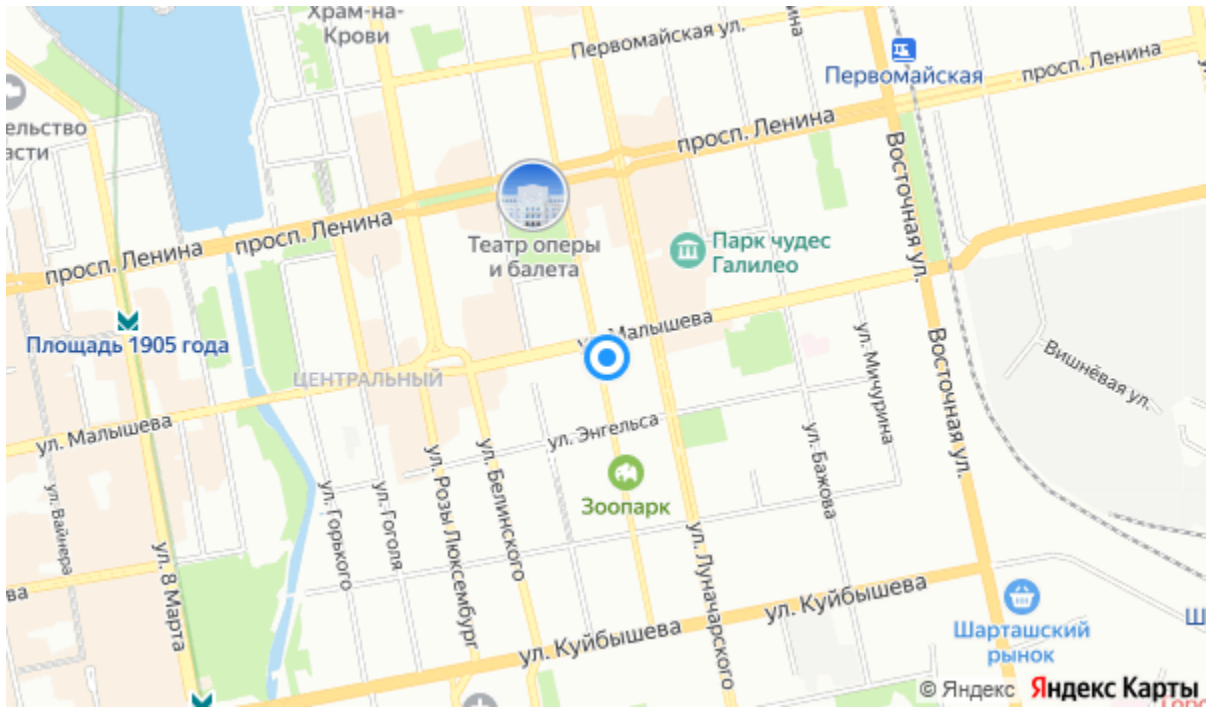 Храм-на-
Крови
Первомайская ул.
Первомайская
просп. Ленина
просп. Ленина
Восточная ул.
Театр оперы
и балета
Парк чудес
Галилео
просп. Ленина
просп. Ленина
Площадь 1905 года
Малышева
ЦЕНТРАЛЬНЫЙ
ул. Мичурина
Вишнёвая ул.
Восточная ул.
ул. Малышева
ул. Энгельса
ул. Бажова
Зоопарк
ул. Вайнера
ул. 8 Марта
ул. Горького
ул. Гоголя
ул. Розы Люксембург
ул. Белинского
ул. Луначарского
ул. Куйбышева
ул. Куйбышева
Шарташский
рынок
© Яндекс Яндекс Карты